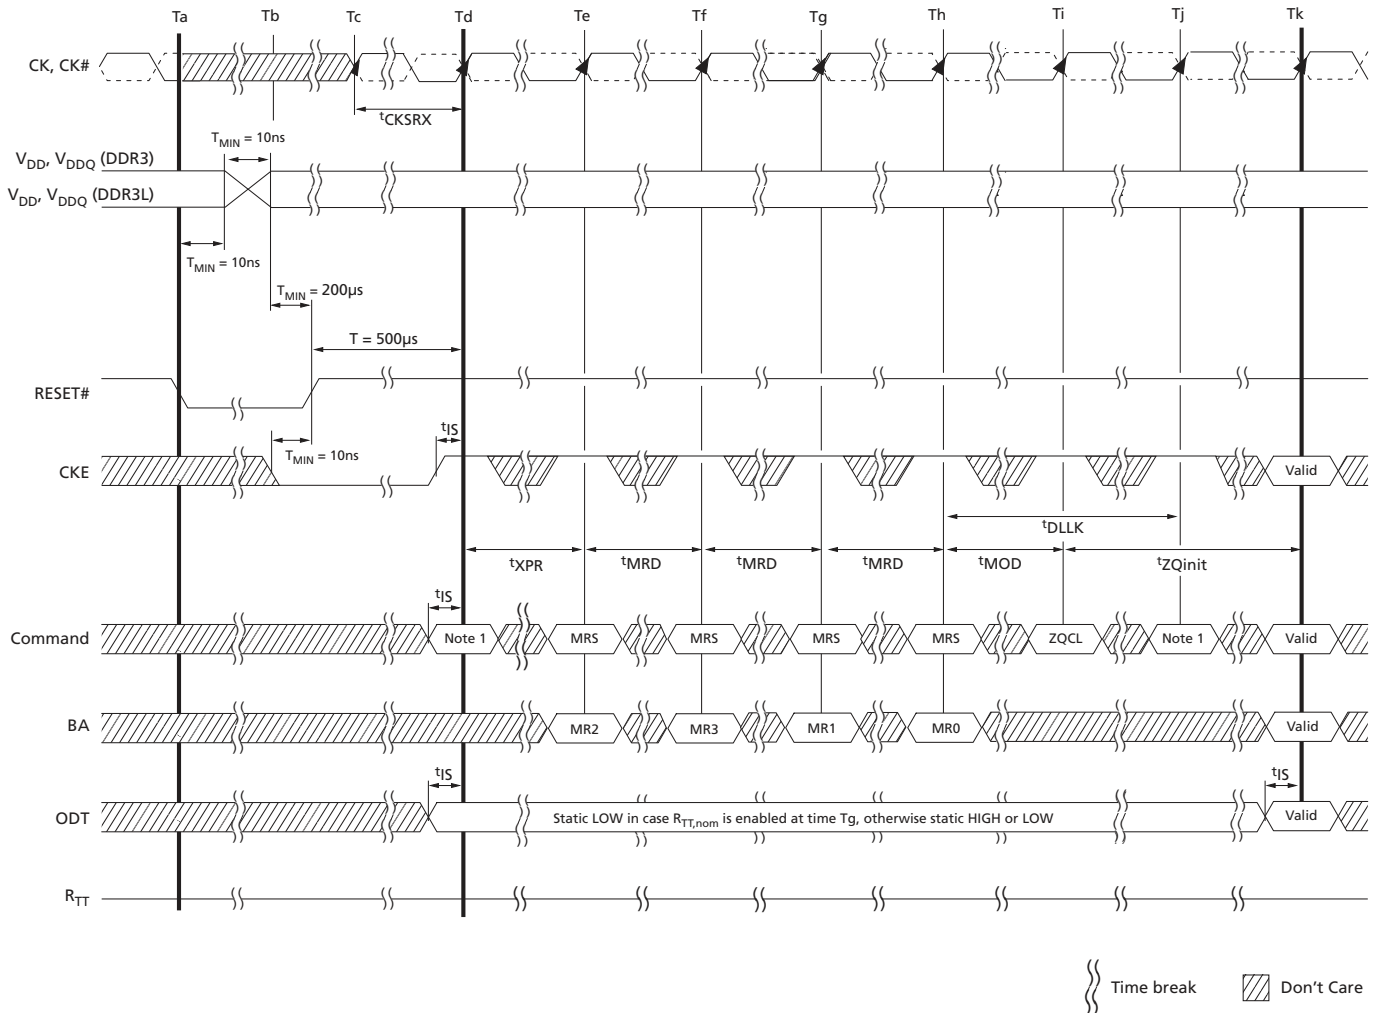 Ta Tb Tc Td Te Tf Tg Th Ti Tj Tk
CK, CK#
tCKSRX
TMIN = 10ns
VDD, VDDQ (DDR3)
VDD, VDDQ (DDR3L)
TMIN = 10ns
TMIN = 200µs
T = 500µs
RESET#
tIS
TMIN = 10ns
CKE Valid
tDLLK
tXPR tMRD tMRD tMRD tMOD tZQinit
tIS
Command Note 1 MRS MRS MRS MRS ZQCL Note 1 Valid
BA MR2 MR3 MR1 MR0 Valid
tIS tIS
ODT Static LOW in case RTT,nom is enabled at time Tg, otherwise static HIGH or LOW Valid
RTT
Time break Don't Care